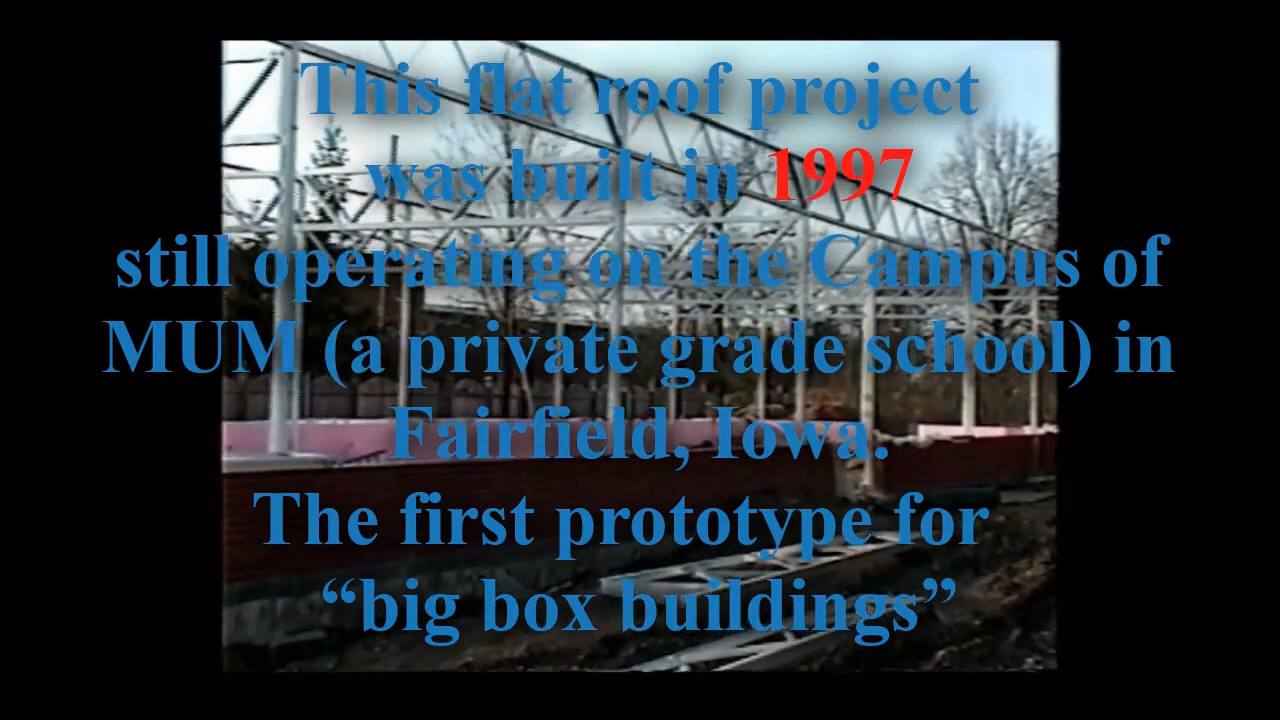 This flat roof project
was built in 1997
still operating on the Campus of
MUM (a private grade school) in
Fairfield, Iowa.
The first prototype for
“big box buildings”